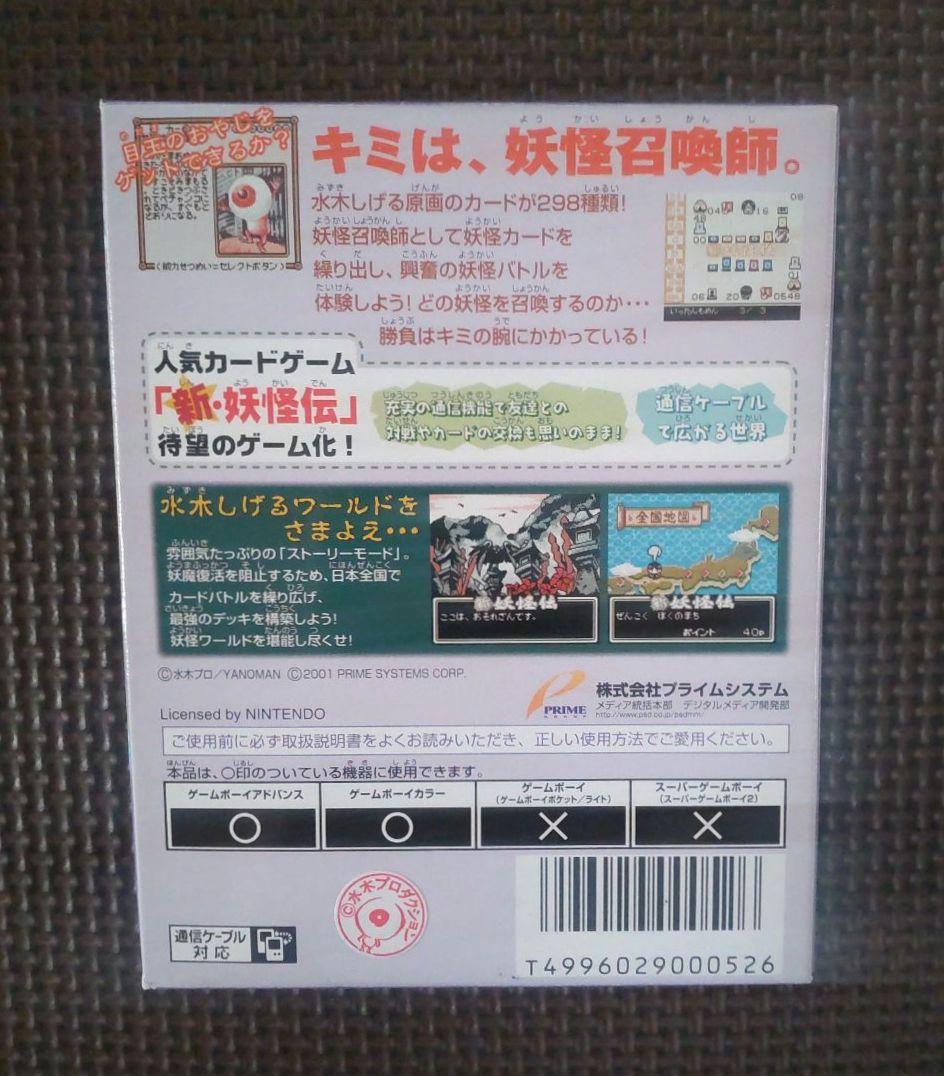 目玉のおやじを
ゲットできるか?
(能力せつめい=セレクトボタン)
キミは、妖怪召喚師。
水木しげる原画のカードが298種類!
妖怪召喚師として妖怪カードを
繰り出し、興奮の妖怪バトルを
体験しよう!どの妖怪を召喚するのか…
勝負はキミの腕にかかっている!
いったんもめん 3/ 3
人気カードゲーム
「新・妖怪伝」
待望のゲーム化!
充実の通信機能で友達との
対戦やカードの交換も思いのまま!
通信ケーブル
で広がる世界
水木しげるワールドを
さまよえ…
雰囲気たっぷりの「ストーリーモード」。
妖魔復活を阻止するため、日本全国で
カードバトルを繰り広げ、
最強のデッキを構築しよう!
妖怪ワールドを堪能し尽くせ!
新妖怪伝
ここは、おそれざんです。
全国地図
新妖怪伝
ぜんこく ぼくのまち
ポイント 40p
©水木プロ/YANOMAN ©2001 PRIME SYSTEMS CORP.
PRIME
株式会社プライムシステム
メディア統括本部 デジタルメディア開発部
Licensed by NINTENDO
ご使用前に必ず取扱説明書をよくお読みいただき、正しい使用方法でご愛用ください。
本品は、○印のついている機器に使用できます。
ゲームボーイアドバンス
○
ゲームボーイカラー
○
ゲームボーイ
(ゲームボーイポケット/ライト)
×
スーパーゲームボーイ
(スーパーゲームボーイ2)
×
©水木プロダクション
通信ケーブル
対応
T4996029000526